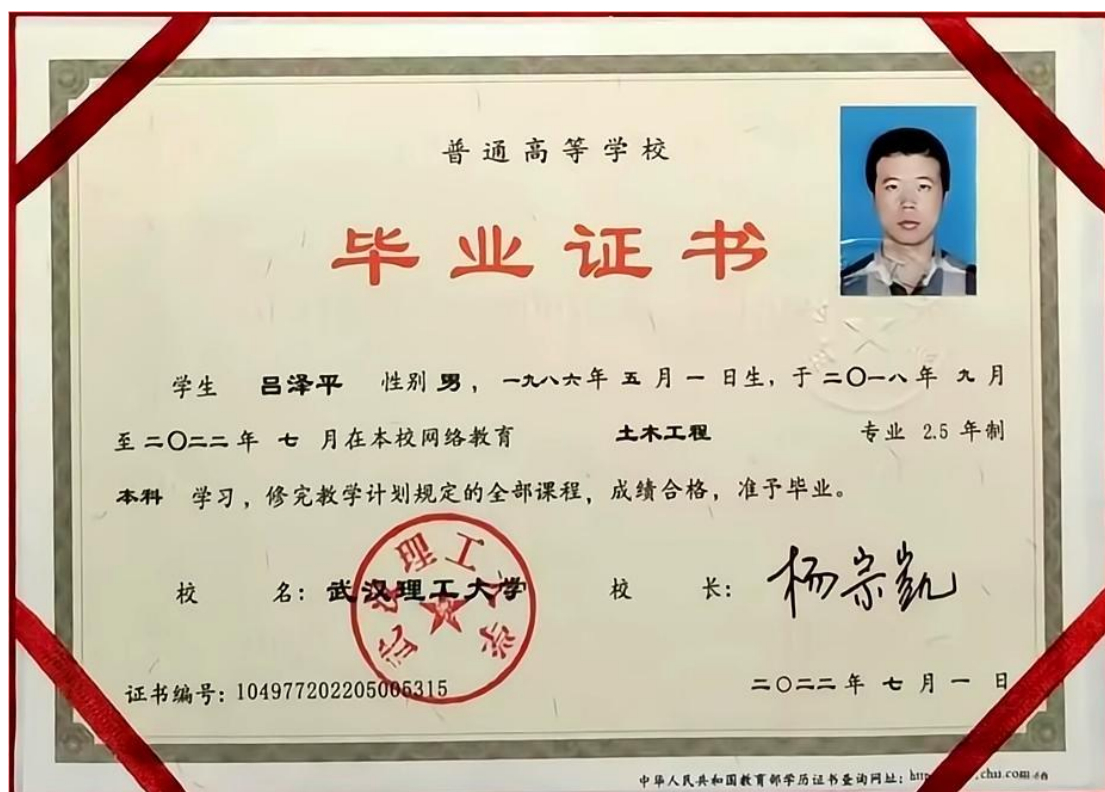 普通高等学校
毕业证书
学生 吕泽平 性别 男，一九八六年 五 月 一 日生，于 二〇一八年 九 月
至 二〇二二 年 七 月在本校网络教育 土木工程 专业 2.5 年制
本科 学习，修完教学计划规定的全部课程，成绩合格，准予毕业。
校 名：武汉理工大学 校 长：杨宗凯
武汉理工大学
证书编号：104977202205005315 二〇二二 年 七 月 一 日
中华人民共和国教育部学历证书查询网址：